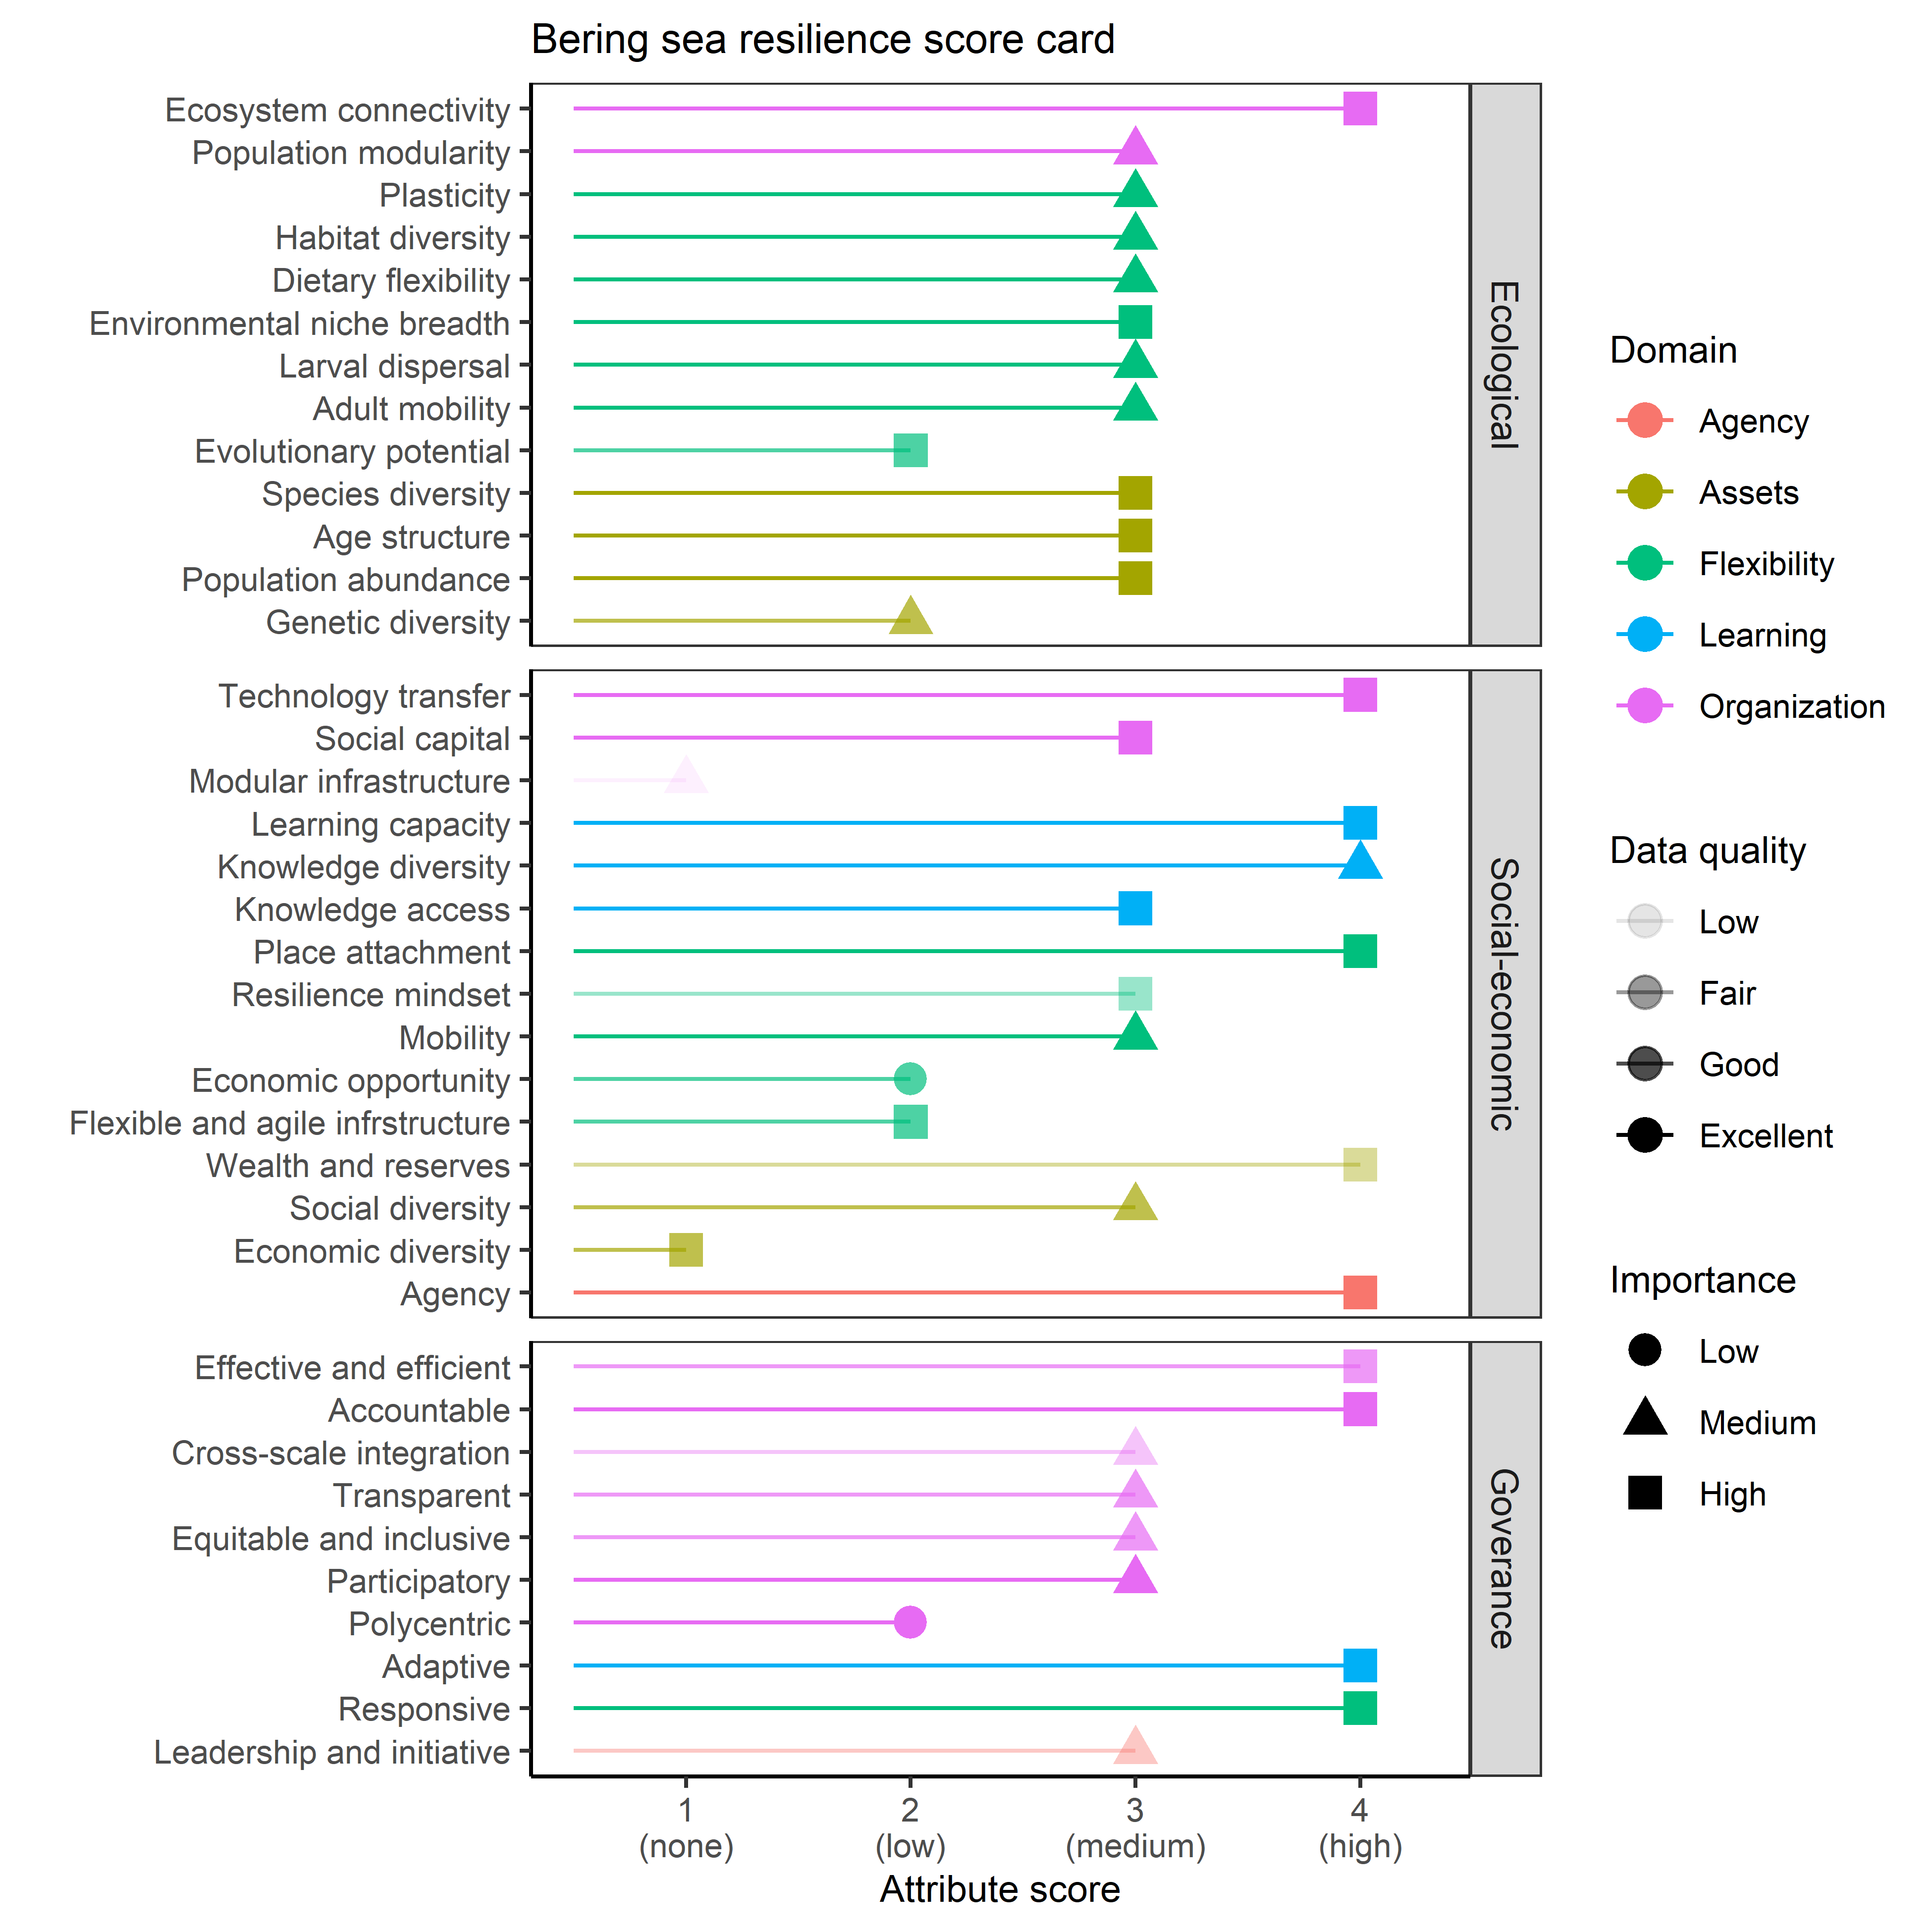 Bering sea resilience score card
Ecosystem connectivity
Population modularity
Plasticity
Habitat diversity
Dietary flexibility
Environmental niche breadth
Larval dispersal
Adult mobility
Evolutionary potential
Species diversity
Age structure
Population abundance
Genetic diversity
Ecological
Technology transfer
Social capital
Modular infrastructure
Learning capacity
Knowledge diversity
Knowledge access
Place attachment
Resilience mindset
Mobility
Economic opportunity
Flexible and agile infrstructure
Wealth and reserves
Social diversity
Economic diversity
Agency
Social-economic
Effective and efficient
Accountable
Cross-scale integration
Transparent
Equitable and inclusive
Participatory
Polycentric
Adaptive
Responsive
Leadership and initiative
Goverance
1 2 3 4
(none) (low) (medium) (high)
Attribute score
Domain
Agency
Assets
Flexibility
Learning
Organization
Data quality
Low
Fair
Good
Excellent
Importance
Low
Medium
High